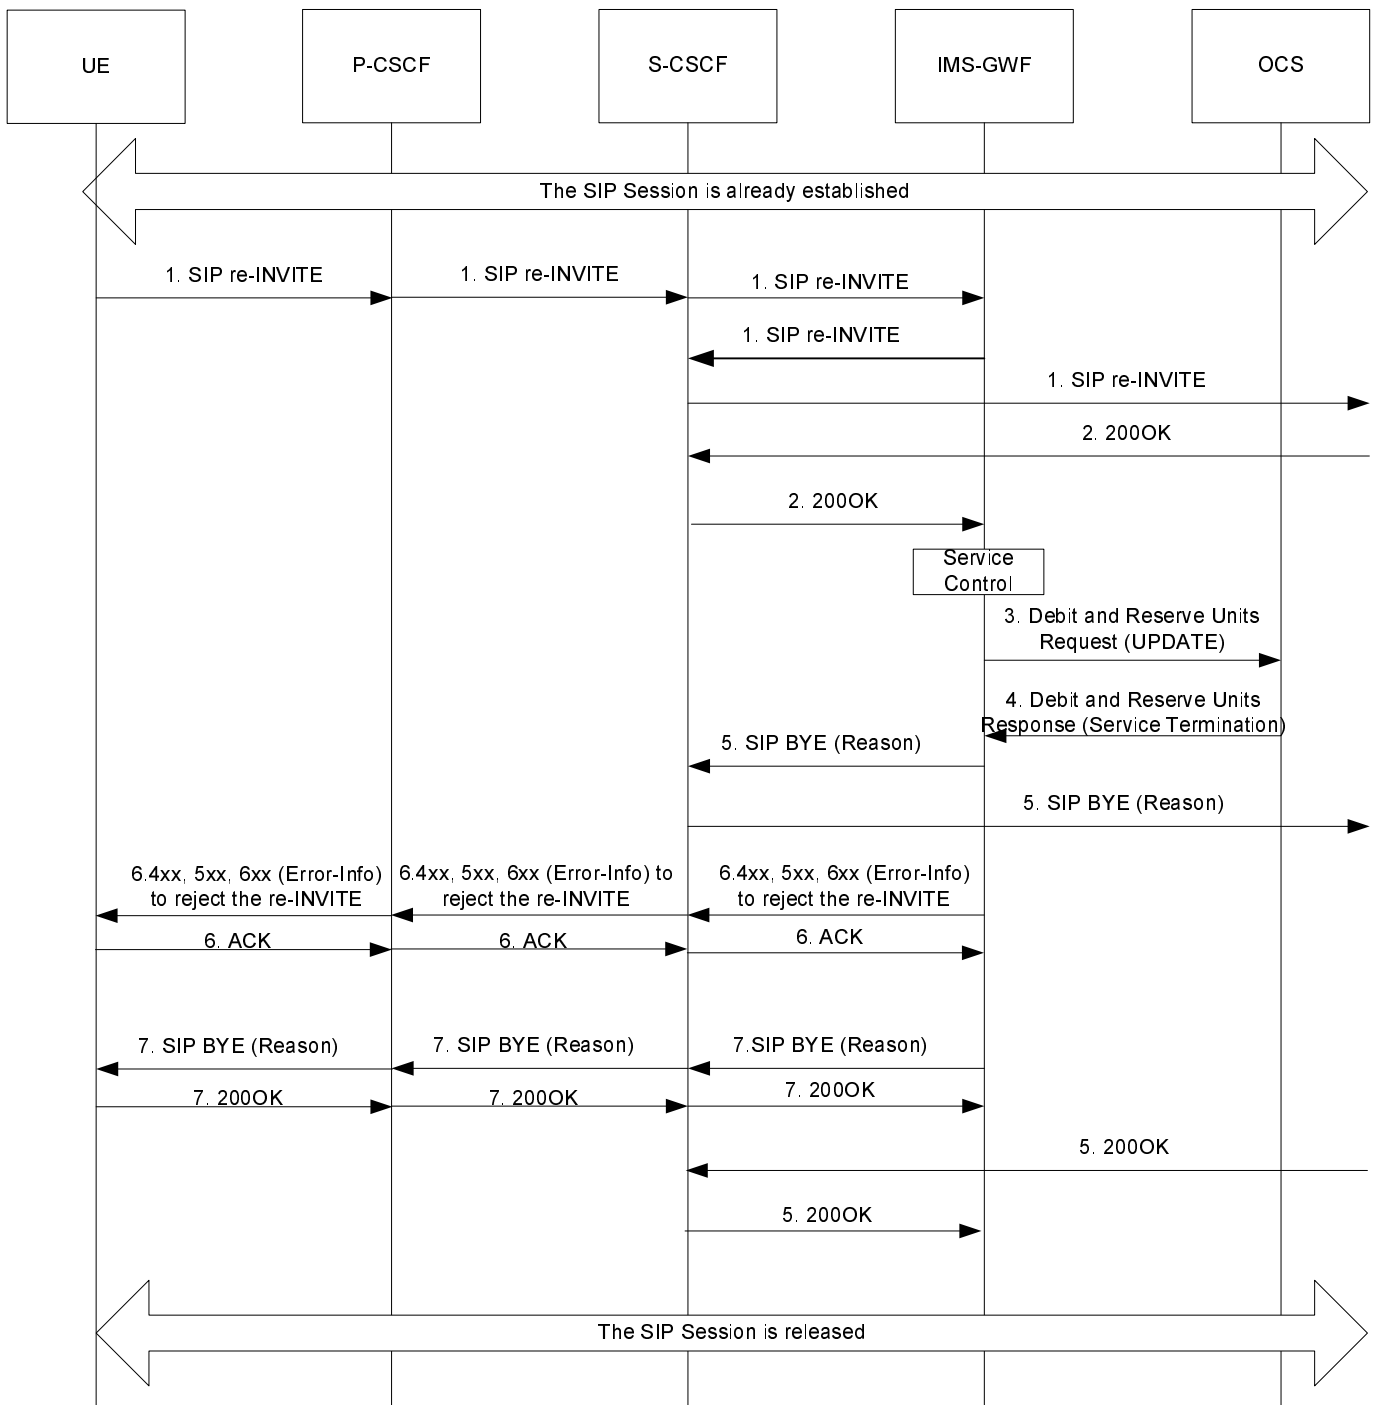 UE
P-CSCF
S-CSCF
IMS-GWF
OCS
The SIP Session is already established
1. SIP re-INVITE
1. SIP re-INVITE
1. SIP re-INVITE
1. SIP re-INVITE
1. SIP re-INVITE
2. 200OK
2. 200OK
Service
Control
3. Debit and Reserve Units
Request (UPDATE)
4. Debit and Reserve Units
Response (Service Termination)
5. SIP BYE (Reason)
5. SIP BYE (Reason)
6.4xx, 5xx, 6xx (Error-Info)
to reject the re-INVITE
6.4xx, 5xx, 6xx (Error-Info) to
reject the re-INVITE
6.4xx, 5xx, 6xx (Error-Info)
to reject the re-INVITE
6. ACK
6. ACK
6. ACK
7. SIP BYE (Reason)
7. SIP BYE (Reason)
7.SIP BYE (Reason)
7. 200OK
7. 200OK
7. 200OK
5. 200OK
5. 200OK
The SIP Session is released